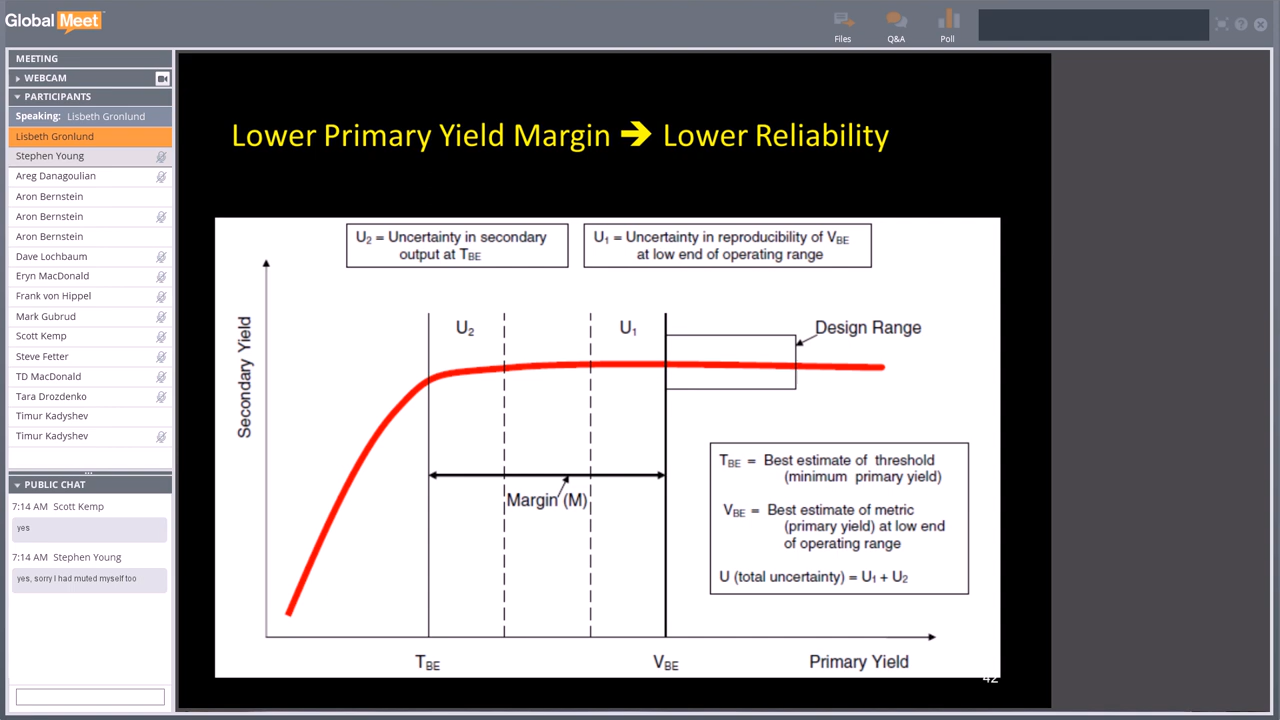 Global Meet
Files
Q&A
Poll
MEETING
WEBCAM
PARTICIPANTS
Speaking: Lisbeth Gronlund
Lisbeth Gronlund
Stephen Young
Areg Danagoulian
Aron Bernstein
Aron Bernstein
Aron Bernstein
Dave Lochbaum
Eryn MacDonald
Frank von Hippel
Mark Gubrud
Scott Kemp
Steve Fetter
TD MacDonald
Tara Drozdenko
Timur Kadyshev
Timur Kadyshev
PUBLIC CHAT
7:14 AM Scott Kemp
yes
7:14 AM Stephen Young
yes, sorry I had muted myself too
Lower Primary Yield Margin ➔ Lower Reliability
U2 = Uncertainty in secondary
output at TBE
U1 = Uncertainty in reproducibility of VBE
at low end of operating range
Secondary Yield
U2
U1
Design Range
Margin (M)
TBE = Best estimate of threshold
(minimum primary yield)
VBE = Best estimate of metric
(primary yield) at low end
of operating range
U (total uncertainty) = U1 + U2
TBE
VBE
Primary Yield
42